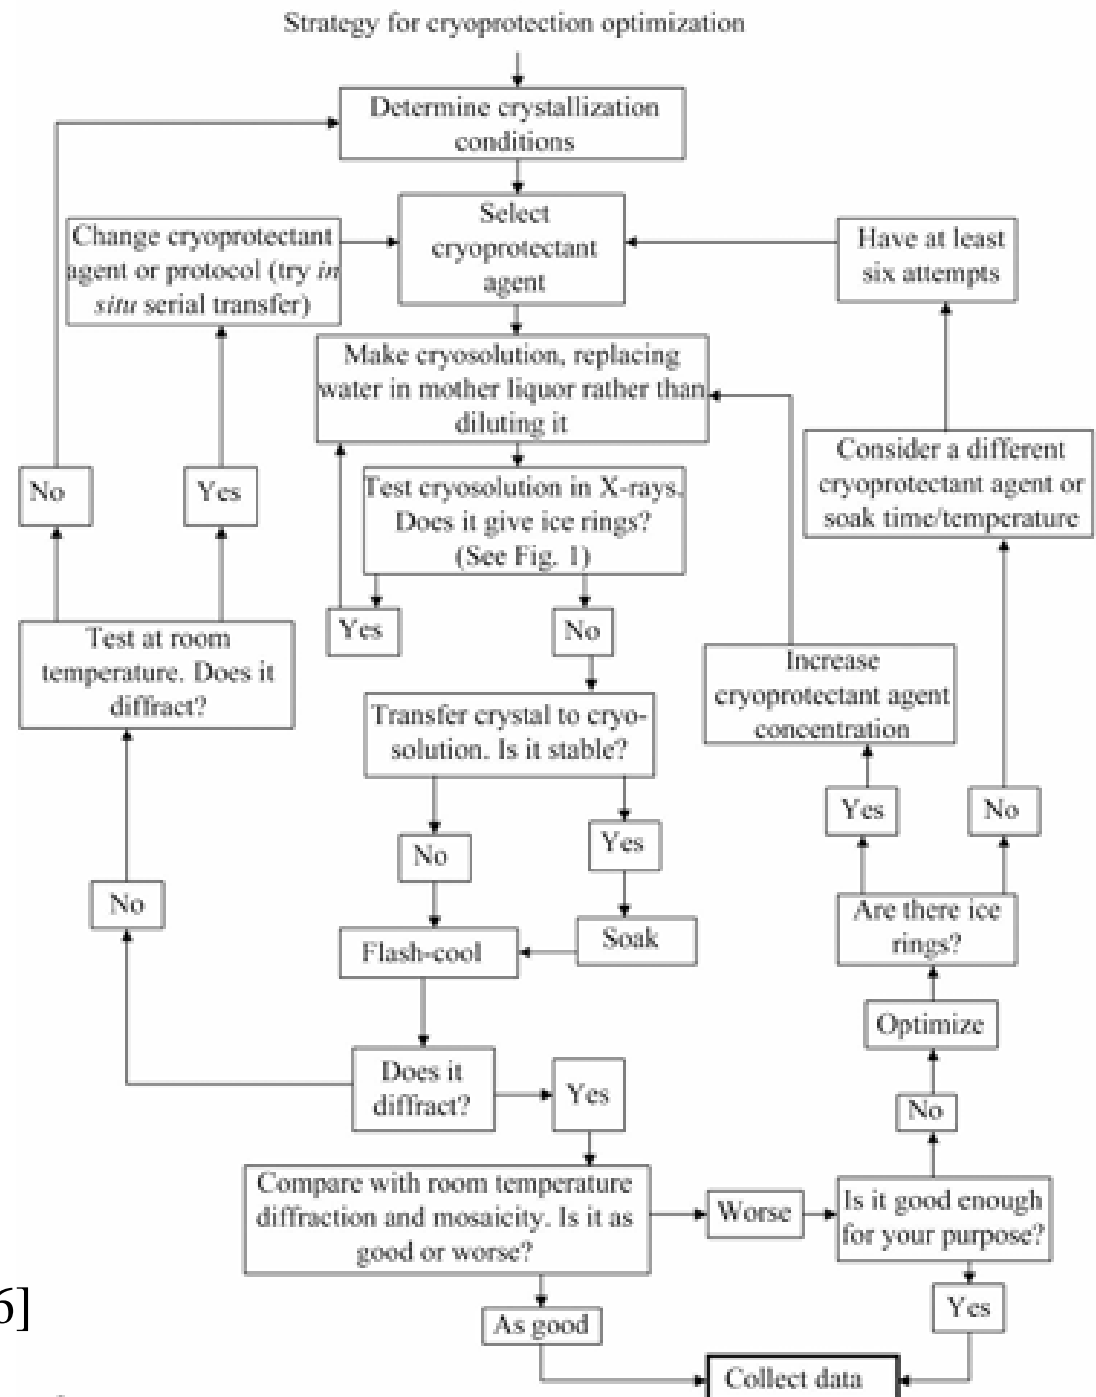 Strategy for cryoprotection optimization
Determine crystallization
conditions
Select
cryoprotectant
agent
Change cryoprotectant
agent or protocol (try in
situ serial transfer)
Have at least
six attempts
Make cryosolution, replacing
water in mother liquor rather than
diluting it
Consider a different
cryoprotectant agent or
soak time/temperature
No
Yes
Test cryosolution in X-rays.
Does it give ice rings?
(See Fig. 1)
Yes
No
Test at room
temperature. Does it
diffract?
Increase
cryoprotectant agent
concentration
Transfer crystal to cryo-
solution. Is it stable?
Yes
No
No
Yes
No
Are there ice
rings?
Flash-cool
Soak
Optimize
Does it
diffract?
Yes
No
Compare with room temperature
diffraction and mosaicity. Is it as
good or worse?
Worse
Is it good enough
for your purpose?
6]
As good
Yes
Collect data